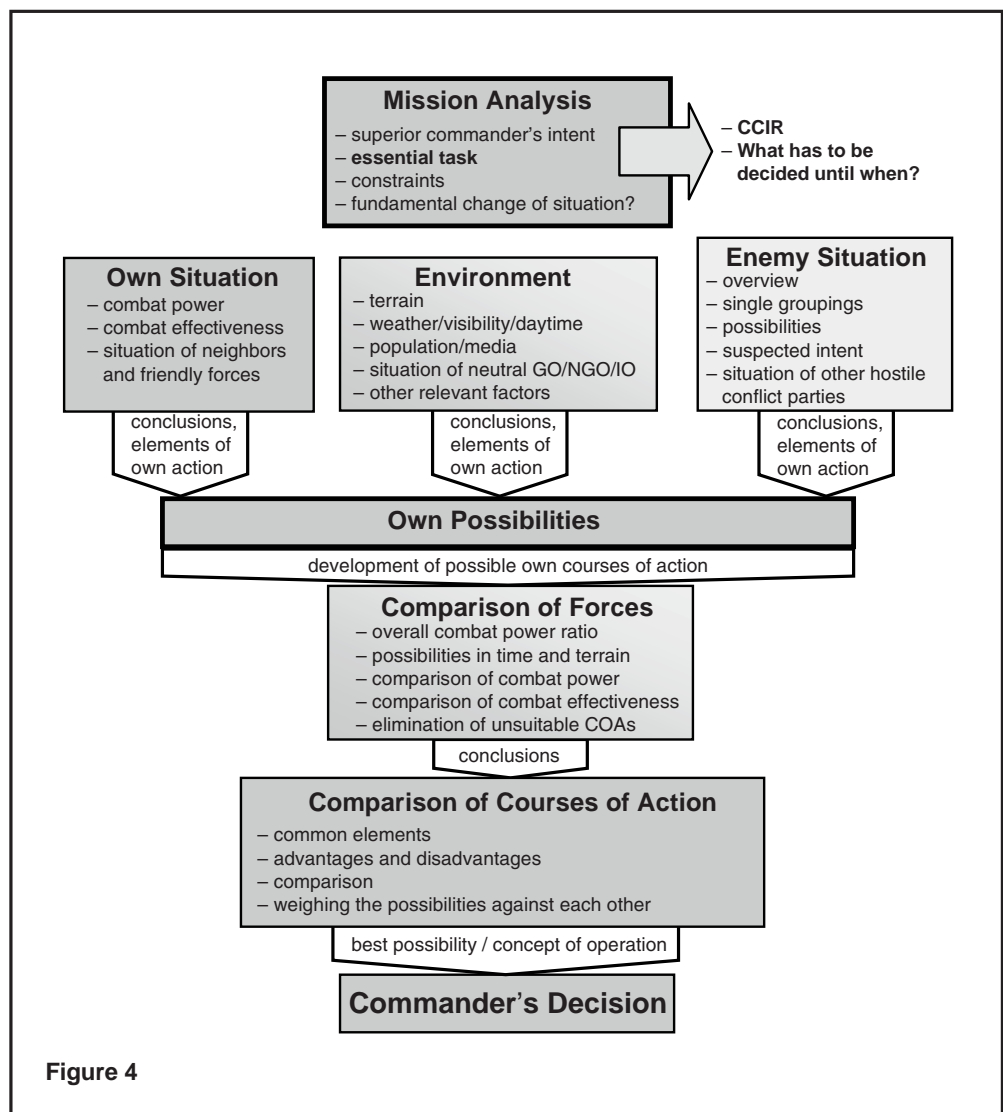 Mission Analysis
– superior commander's intent
– essential task
– constraints
– fundamental change of situation?
– CCIR
– What has to be
decided until when?
Own Situation
– combat power
– combat effectiveness
– situation of neighbors
and friendly forces
Environment
– terrain
– weather/visibility/daytime
– population/media
– situation of neutral GO/NGO/IO
– other relevant factors
Enemy Situation
– overview
– single groupings
– possibilities
– suspected intent
– situation of other hostile
conflict parties
conclusions,
elements of
own action
conclusions,
elements of
own action
conclusions,
elements of
own action
Own Possibilities
development of possible own courses of action
Comparison of Forces
– overall combat power ratio
– possibilities in time and terrain
– comparison of combat power
– comparison of combat effectiveness
– elimination of unsuitable COAs
conclusions
Comparison of Courses of Action
– common elements
– advantages and disadvantages
– comparison
– weighing the possibilities against each other
best possibility / concept of operation
Commander's Decision
Figure 4